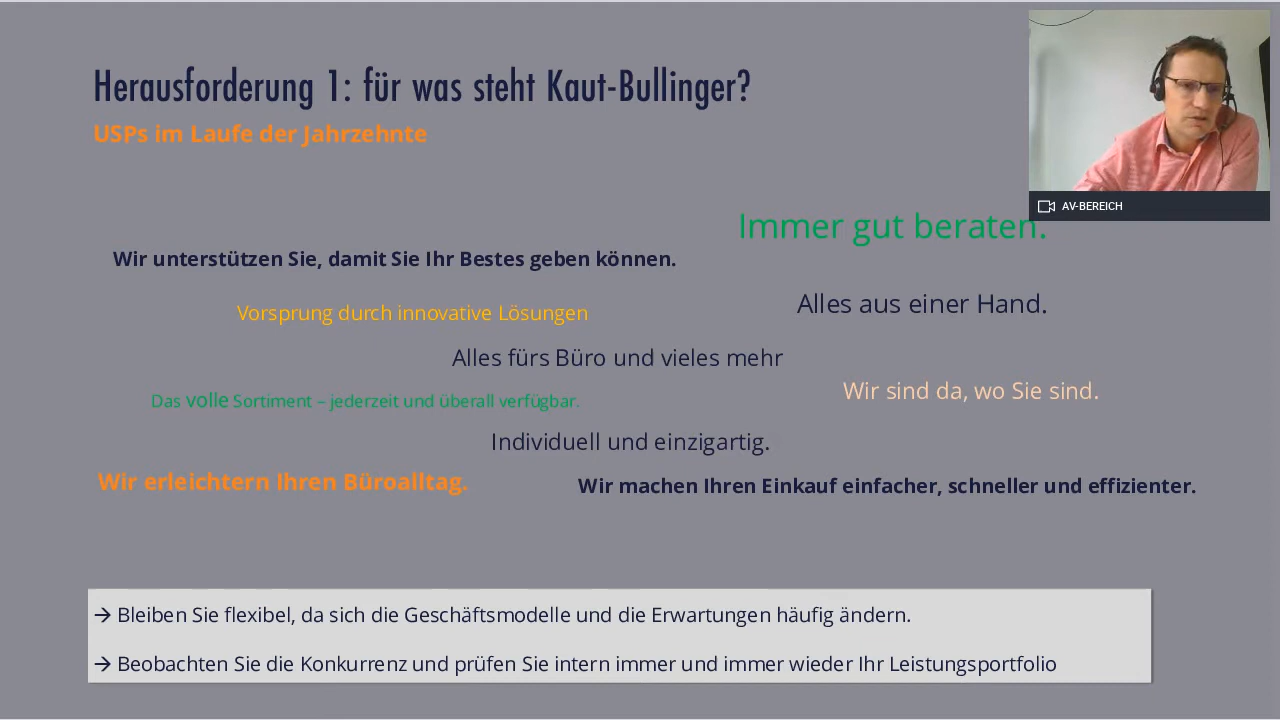 Herausforderung 1: für was steht Kaut-Bullinger?
USPs im Laufe der Jahrzehnte
AV-BEREICH
Immer gut beraten.
Wir unterstützen Sie, damit Sie Ihr Bestes geben können.
Alles aus einer Hand.
Vorsprung durch innovative Lösungen
Alles fürs Büro und vieles mehr
Wir sind da, wo Sie sind.
Das volle Sortiment – jederzeit und überall verfügbar.
Individuell und einzigartig.
Wir erleichtern Ihren Büroalltag.
Wir machen Ihren Einkauf einfacher, schneller und effizienter.
→ Bleiben Sie flexibel, da sich die Geschäftsmodelle und die Erwartungen häufig ändern.
→ Beobachten Sie die Konkurrenz und prüfen Sie intern immer und immer wieder Ihr Leistungsportfolio